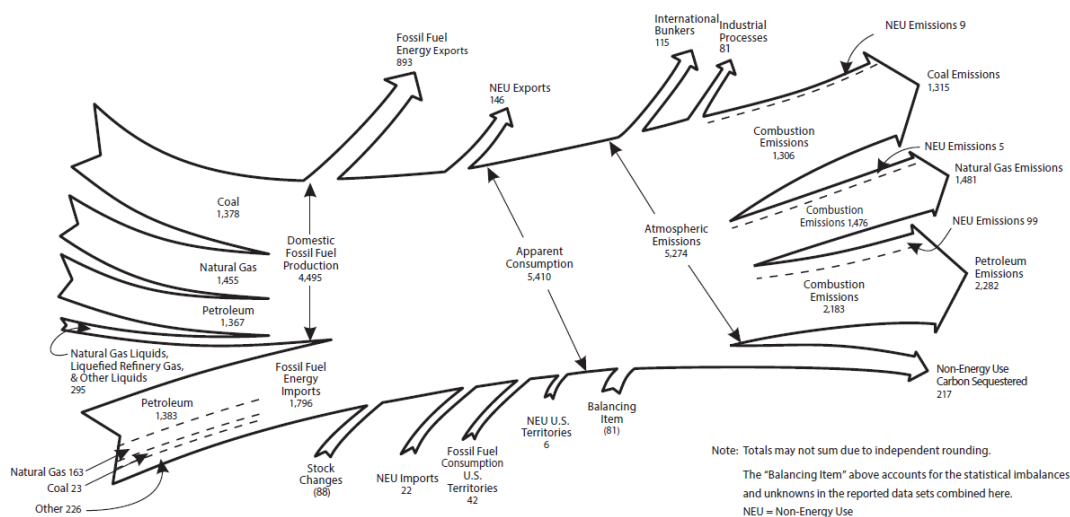 International
Bunkers
115
Industrial
Processes
81
NEU Emissions 9
Fossil Fuel
Energy Exports
893
NEU Exports
146
Coal Emissions
1,315
Combustion
Emissions
1,306
NEU Emissions 5
Natural Gas Emissions
1,481
Coal
1,378
Combustion
Emissions 1,476
NEU Emissions 99
Domestic
Fossil Fuel
Production
4,495
Apparent
Consumption
5,410
Atmospheric
Emissions
5,274
Natural Gas
1,455
Petroleum
Emissions
2,282
Combustion
Emissions
2,183
Petroleum
1,367
Natural Gas Liquids,
Liquefied Refinery Gas,
& Other Liquids
295
Fossil Fuel
Energy
Imports
1,796
Non-Energy Use
Carbon Sequestered
217
Petroleum
1,383
Natural Gas 163
Coal 23
Other 226
Stock
Changes
(88)
NEU Imports
22
Fossil Fuel
Consumption
U.S.
Territories
42
NEU U.S.
Territories
6
Balancing
Item
(81)
Note: Totals may not sum due to independent rounding.
The “Balancing Item” above accounts for the statistical imbalances
and unknowns in the reported data sets combined here.
NEU = Non-Energy Use